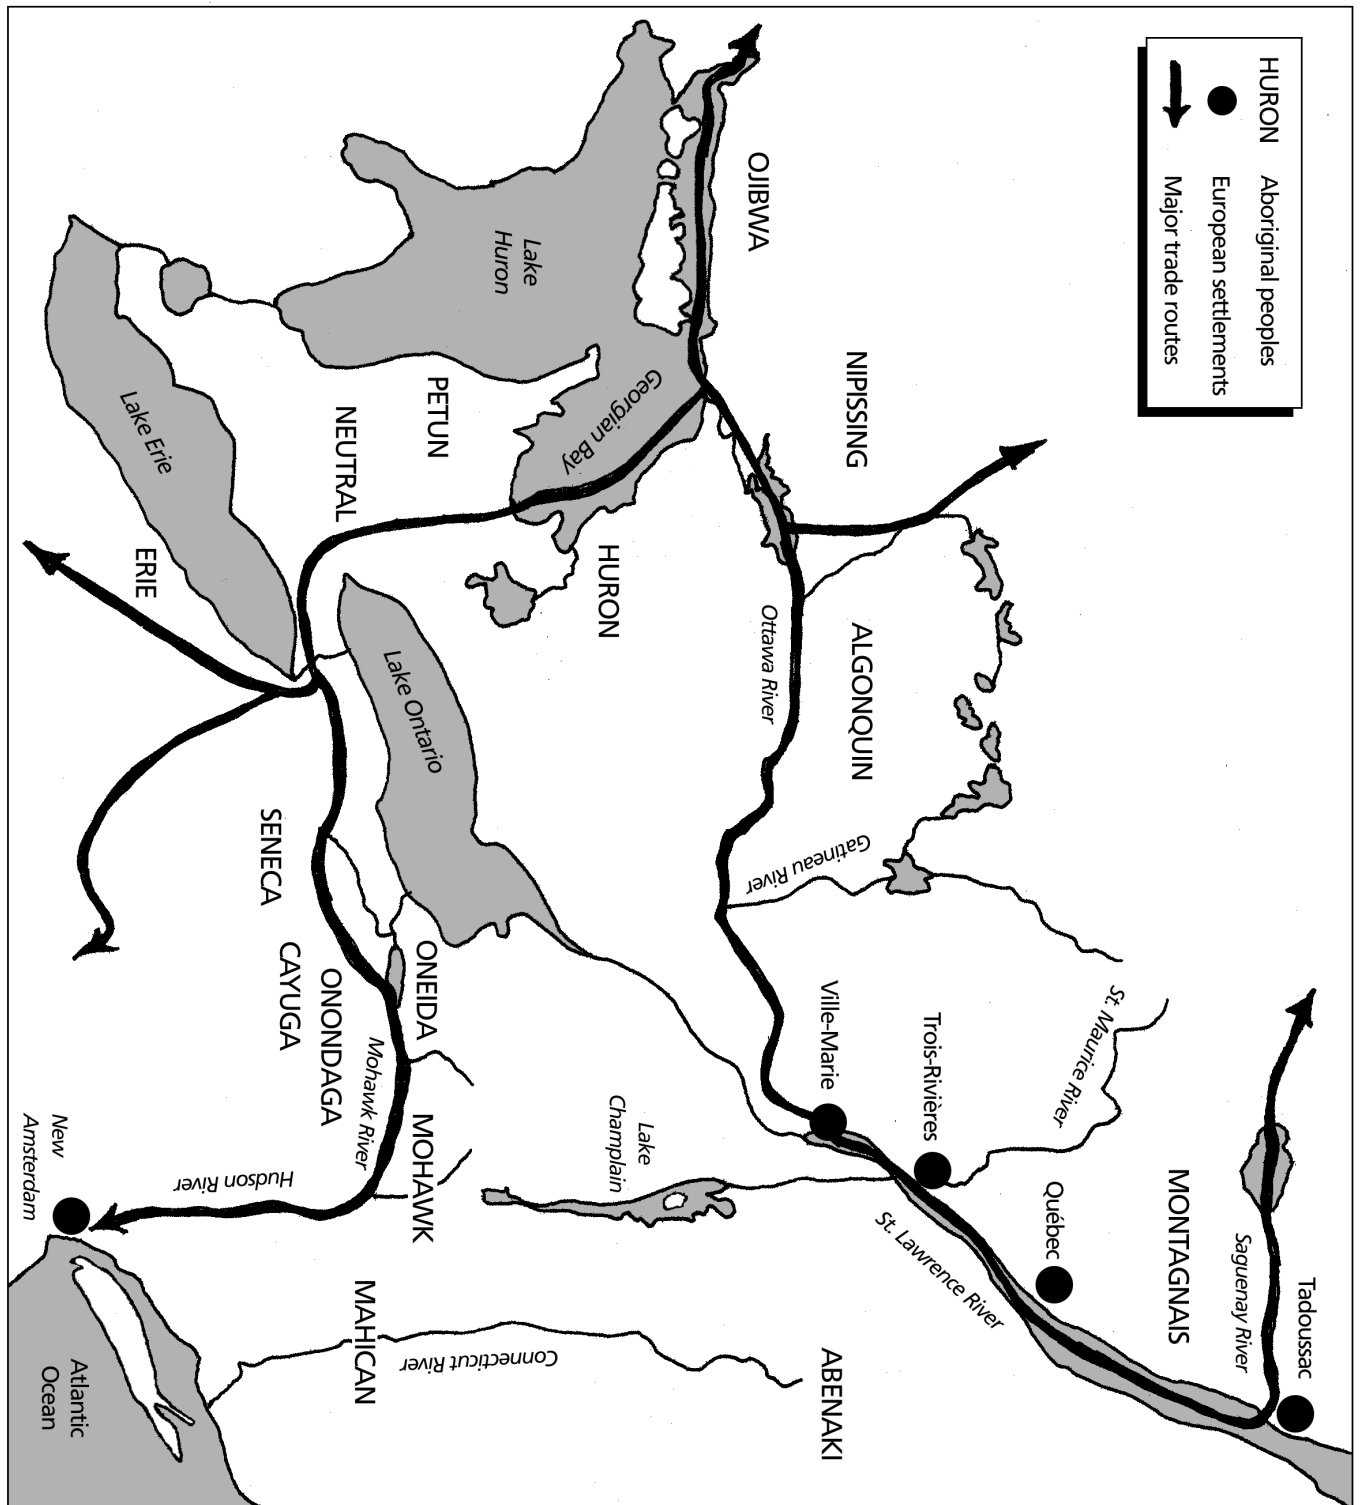 HURON Aboriginal peoples
European settlements
Major trade routes
OJIBWA
NIPISSING
ALGONQUIN
MONTAGNAIS
Saguenay River
Tadoussac
St. Maurice River
Québec
Trois-Rivières
Ville-Marie
Gatineau River
Ottawa River
St. Lawrence River
ABENAKI
Lake
Huron
Georgian Bay
HURON
PETUN
NEUTRAL
Lake Erie
ERIE
Lake Ontario
Lake
Champlain
ONEIDA
MOHAWK
Mohawk River
ONONDAGA
CAYUGA
SENECA
Hudson River
MAHICAN
Connecticut River
New
Amsterdam
Atlantic
Ocean